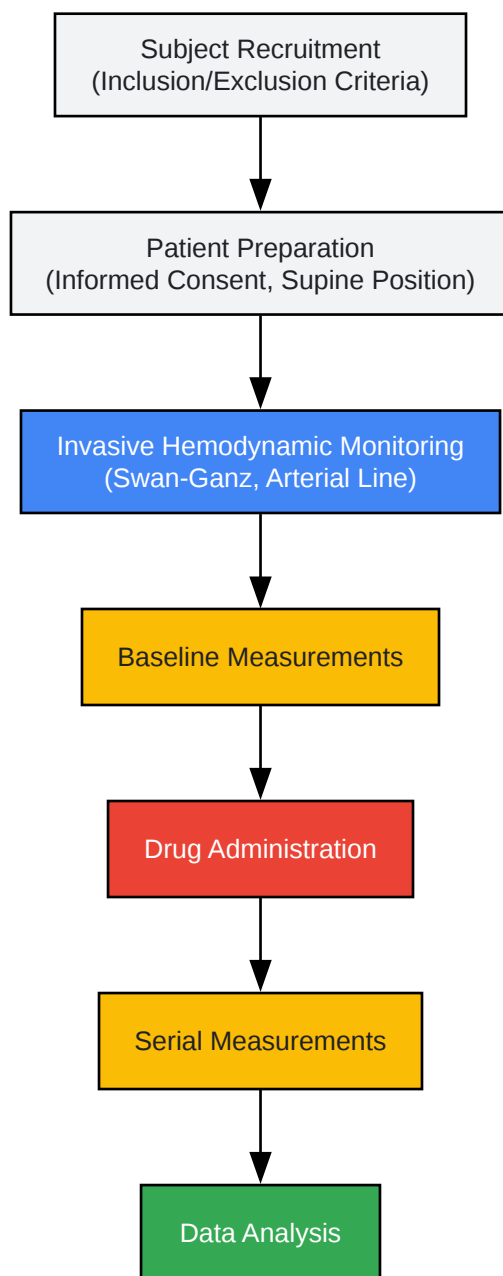 Subject Recruitment
(Inclusion/Exclusion Criteria)
Patient Preparation
(Informed Consent, Supine Position)
Invasive Hemodynamic Monitoring
(Swan-Ganz, Arterial Line)
Baseline Measurements
Drug Administration
Serial Measurements
Data Analysis